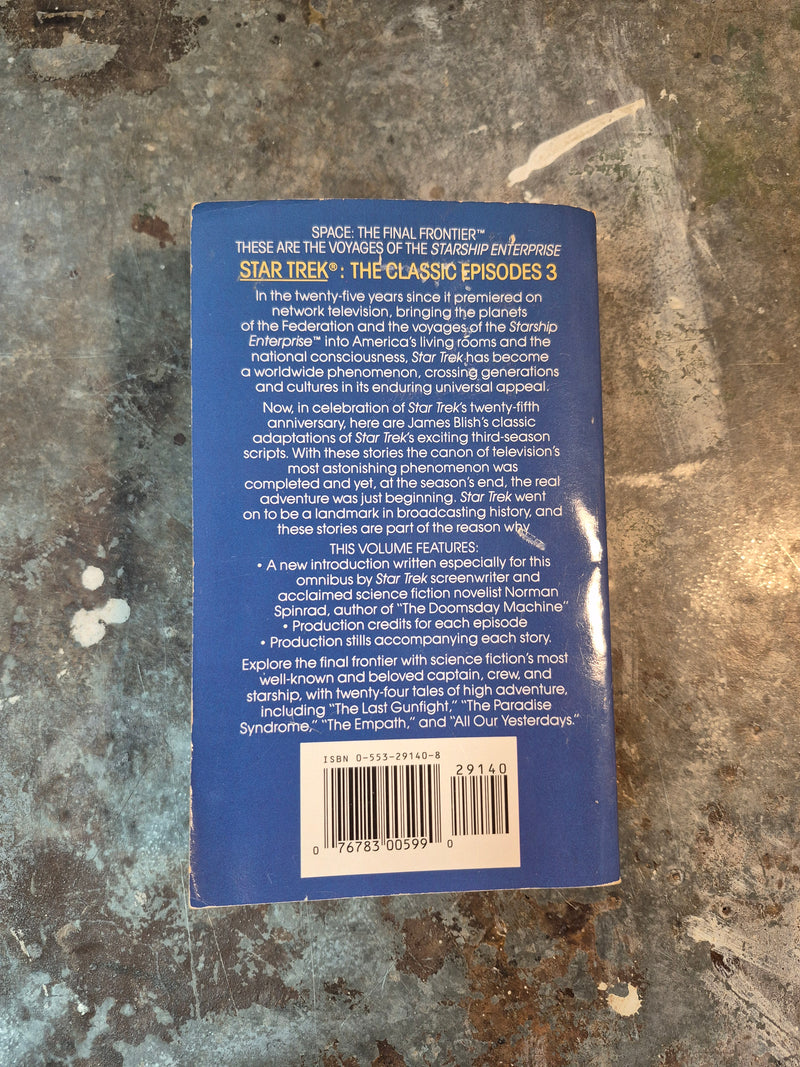 SPACE: THE FINAL FRONTIER™
THESE ARE THE VOYAGES OF THE STARSHIP ENTERPRISE
STAR TREK®: THE CLASSIC EPISODES 3
In the twenty-five years since it premiered on
network television, bringing the planets
of the Federation and the voyages of the Starship
Enterprise™ into America's living rooms and the
national consciousness, Star Trek has become
a worldwide phenomenon, crossing generations
and cultures in its enduring universal appeal.
Now, in celebration of Star Trek's twenty-fifth
anniversary, here are James Blish's classic
adaptations of Star Trek's exciting third-season
scripts. With these stories the canon of television's
most astonishing phenomenon was
completed and yet, at the season's end, the real
adventure was just beginning. Star Trek went
on to be a landmark in broadcasting history, and
these stories are part of the reason why.
THIS VOLUME FEATURES:
• A new introduction written especially for this
omnibus by Star Trek screenwriter and
acclaimed science fiction novelist Norman
Spinrad, author of "The Doomsday Machine"
• Production credits for each episode
• Production stills accompanying each story.
Explore the final frontier with science fiction's most
well-known and beloved captain, crew, and
starship, with twenty-four tales of high adventure,
including "The Last Gunfight," "The Paradise
Syndrome," "The Empath," and "All Our Yesterdays."
ISBN 0-553-29140-8
29140
0 76783 00599 0